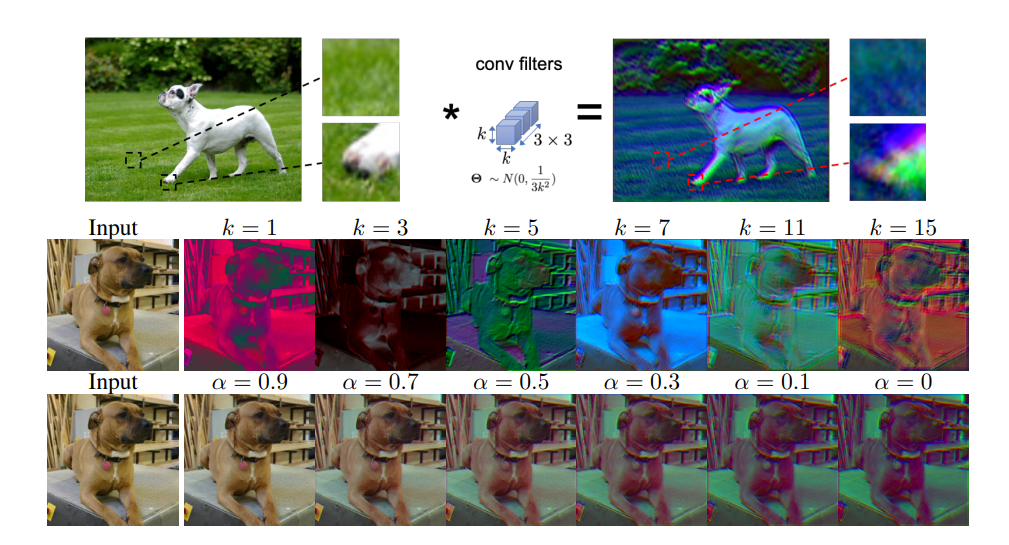 conv filters
* =
k
3 × 3
k
Θ ~ N(0, 1/3k²)
Input k = 1 k = 3 k = 5 k = 7 k = 11 k = 15
Input α = 0.9 α = 0.7 α = 0.5 α = 0.3 α = 0.1 α = 0